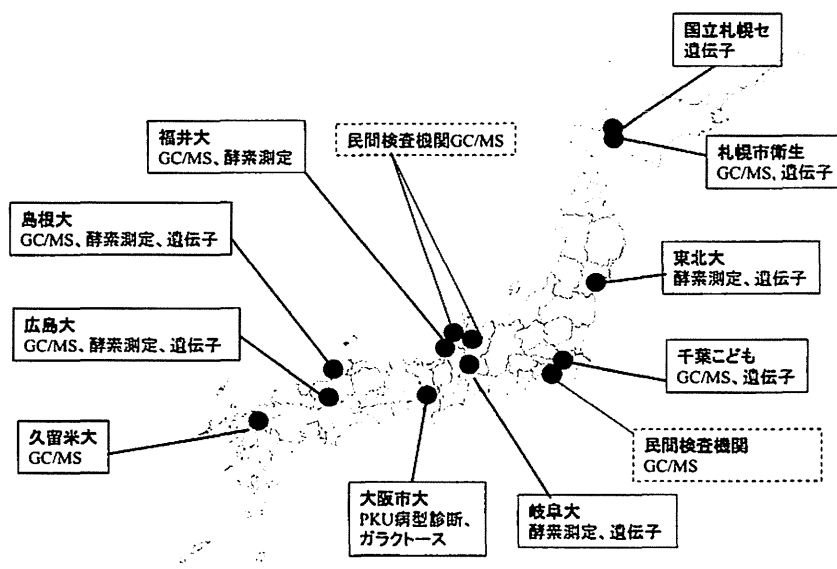 国立札幌セ
遺伝子
札幌市衛生
GC/MS、遺伝子
福井大
GC/MS、酵素測定
民間検査機関GC/MS
島根大
GC/MS、酵素測定、遺伝子
東北大
酵素測定、遺伝子
広島大
GC/MS、酵素測定、遺伝子
千葉こども
GC/MS、遺伝子
久留米大
GC/MS
民間検査機関
GC/MS
大阪市大
PKU病型診断、
ガラクトース
岐阜大
酵素測定、遺伝子